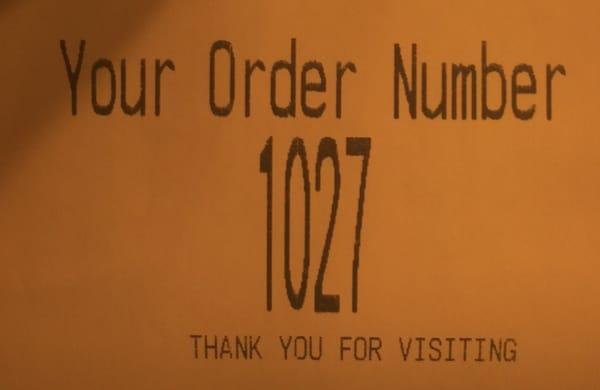 Your Order Number
1027
THANK YOU FOR VISITING